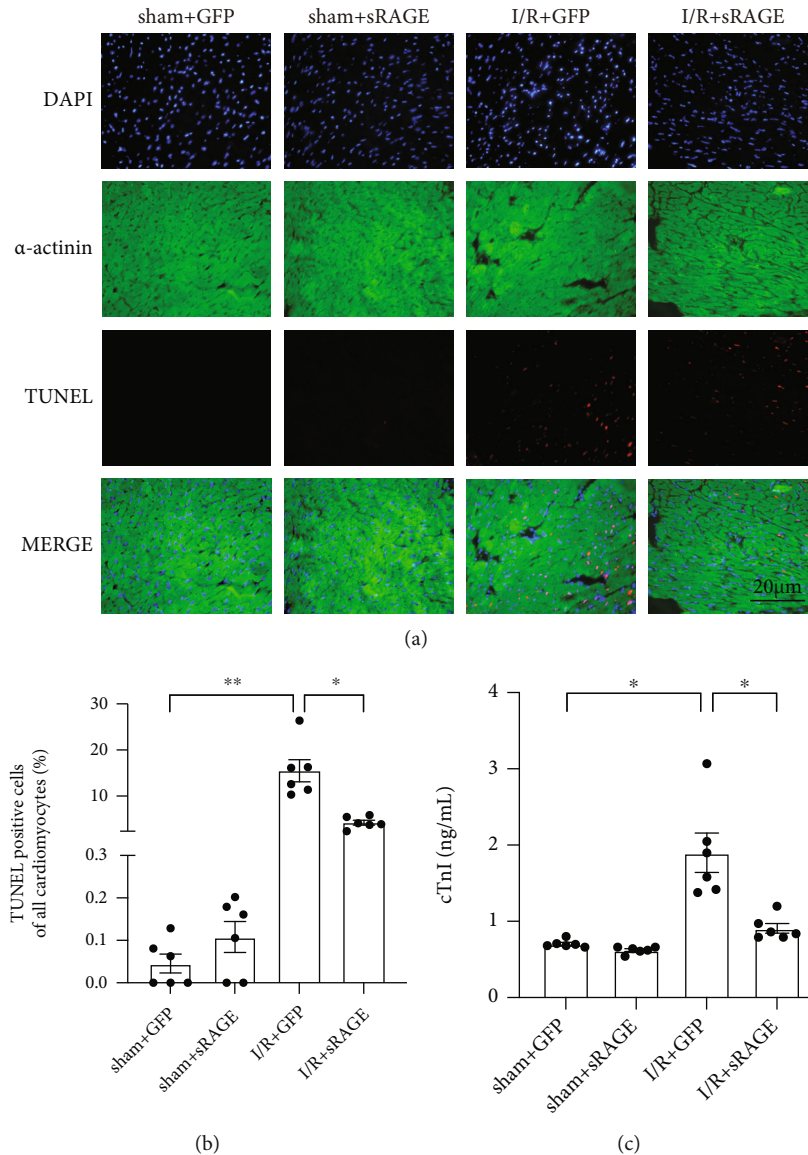 sham+GFP sham+sRAGE I/R+GFP I/R+sRAGE
DAPI
α-actinin
TUNEL
MERGE
20μm
(a)
TUNEL positive cells
of all cardiomyocytes (%)
30
20
10
0.3
0.2
0.1
0.0
** *
sham+GFP
sham+sRAGE
I/R+GFP
I/R+sRAGE
(b)
cTnI (ng/mL)
4
3
2
1
0
* *
sham+GFP
sham+sRAGE
I/R+GFP
I/R+sRAGE
(c)